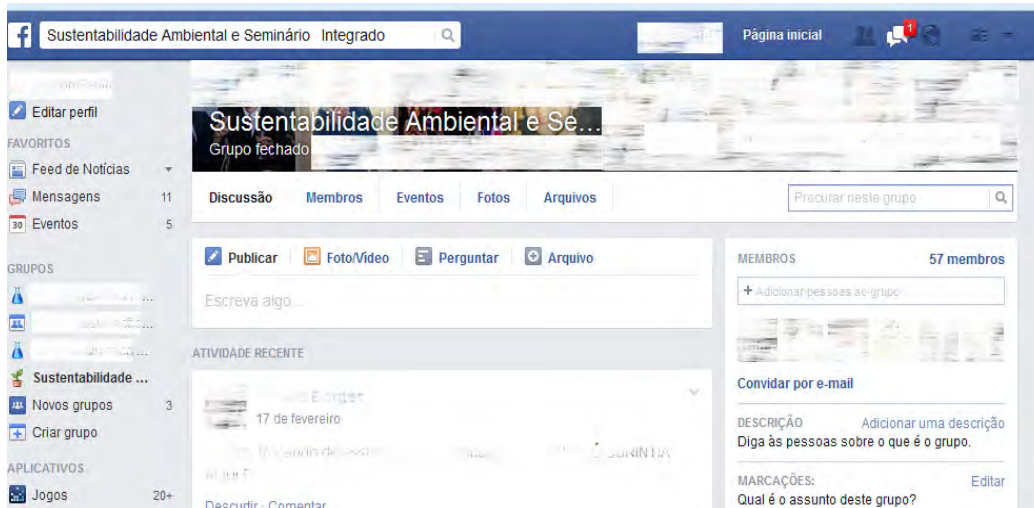 f Sustentabilidade Ambiental e Seminário Integrado
Página inicial 1
Editar perfil
FAVORITOS
Feed de Notícias
Mensagens 11
30 Eventos 5
GRUPOS
Sustentabilidade ...
Novos grupos 3
Criar grupo
APLICATIVOS
Jogos 20+
Sustentabilidade Ambiental e Se...
Grupo fechado
Discussão Membros Eventos Fotos Arquivos
Procurar neste grupo
Publicar Foto/Vídeo Perguntar Arquivo
Escreva algo...
ATIVIDADE RECENTE
17 de fevereiro
Descurtir · Comentar
MEMBROS 57 membros
+ Adicionar pessoas ao grupo
Convidar por e-mail
DESCRIÇÃO Adicionar uma descrição
Diga às pessoas sobre o que é o grupo.
MARCAÇÕES: Editar
Qual é o assunto deste grupo?